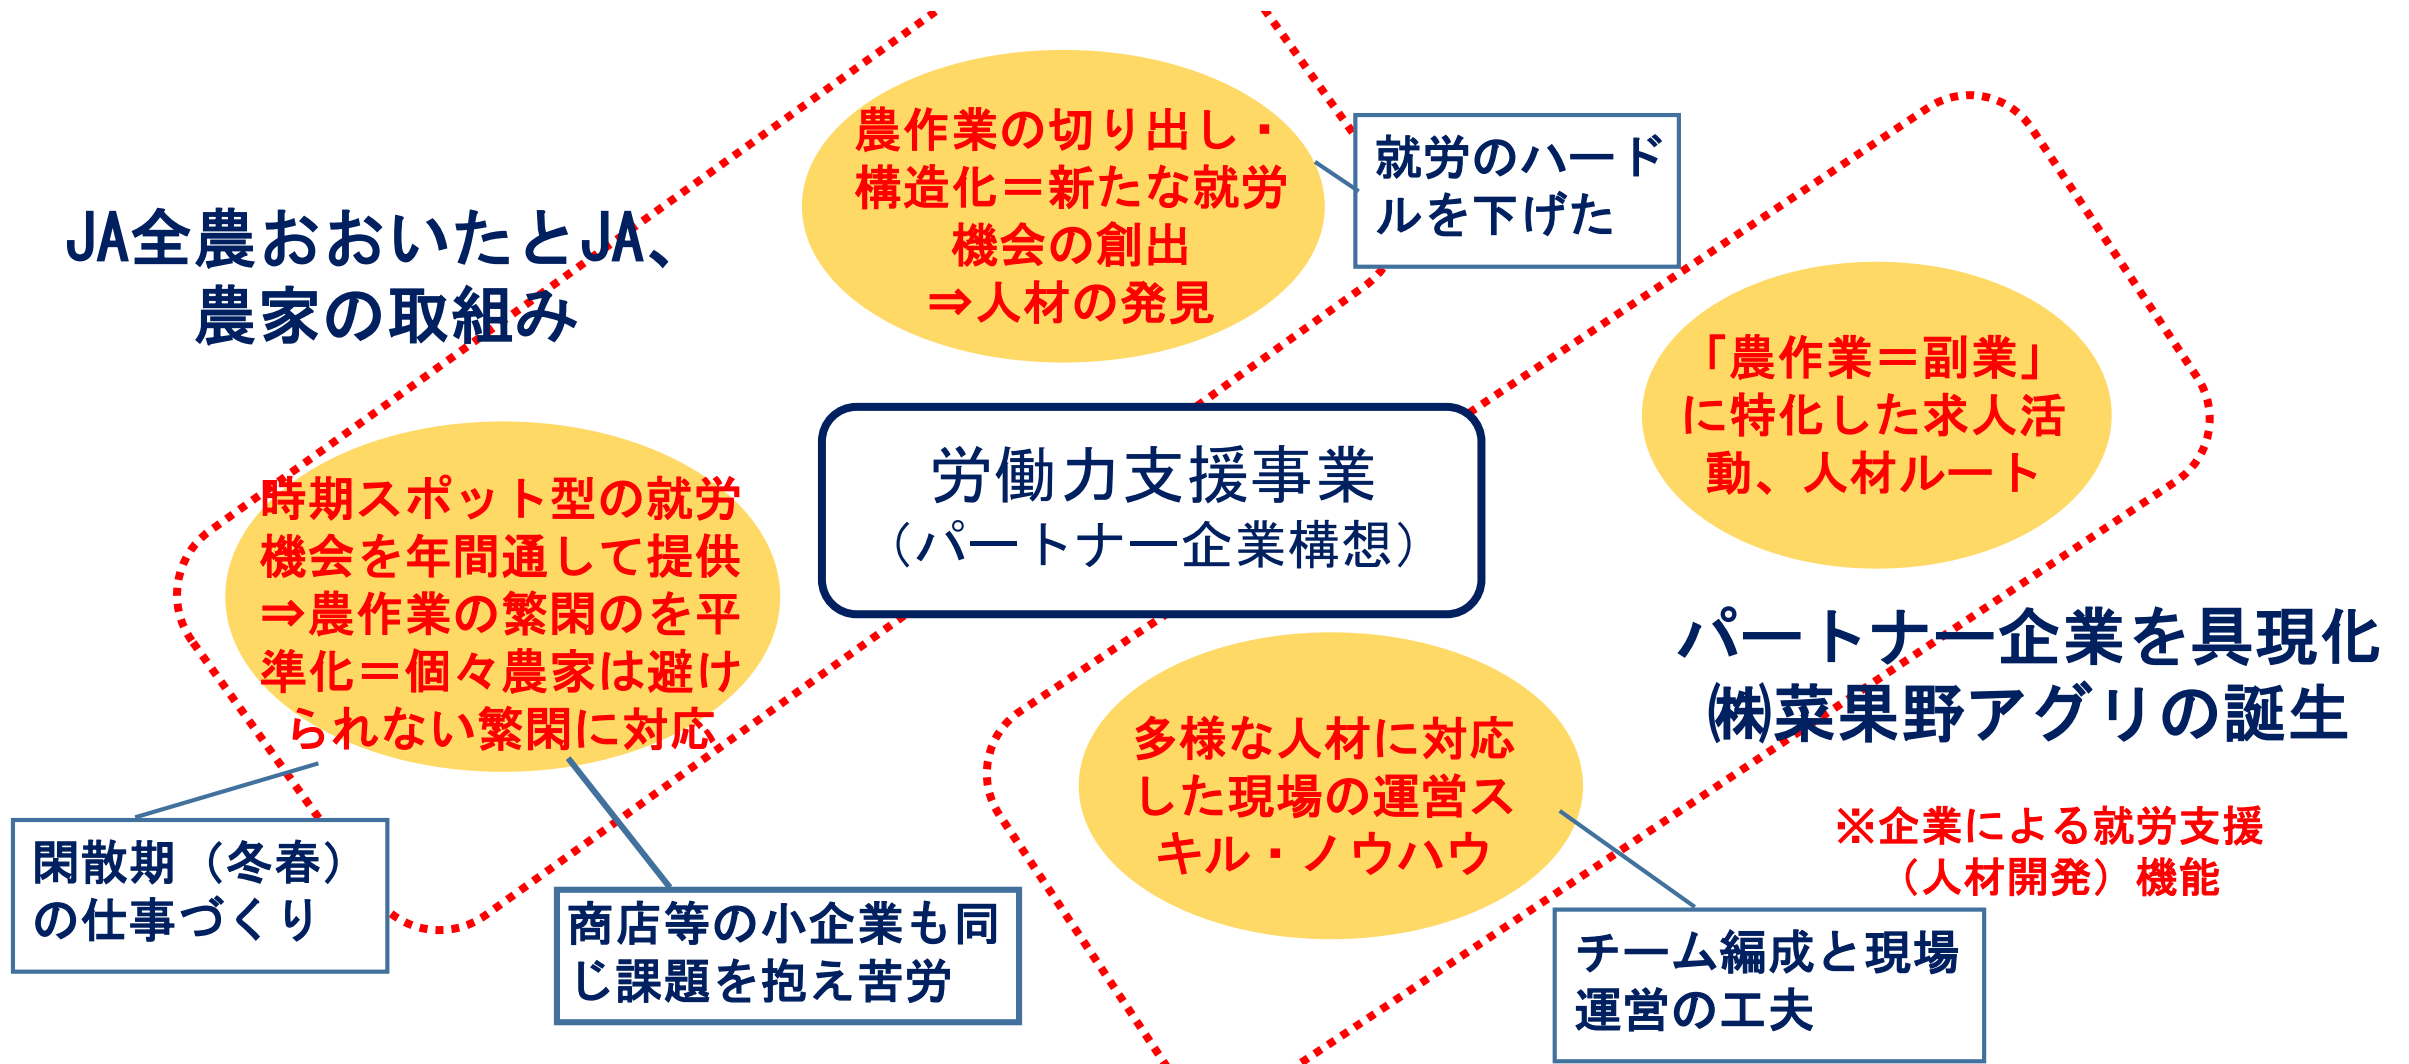 農作業の切り出し・
構造化＝新たな就労
機会の創出
⇒人材の発見
就労のハード
ルを下げた
JA全農おおいたとJA、
農家の取組み
「農作業＝副業」
に特化した求人活
動、人材ルート
労働力支援事業
（パートナー企業構想）
時期スポット型の就労
機会を年間通して提供
⇒農作業の繁閑のを平
準化＝個々農家は避け
られない繁閑に対応
パートナー企業を具現化
㈱菜果野アグリの誕生
多様な人材に対応
した現場の運営ス
キル・ノウハウ
※企業による就労支援
（人材開発）機能
閑散期（冬春）
の仕事づくり
商店等の小企業も同
じ課題を抱え苦労
チーム編成と現場
運営の工夫